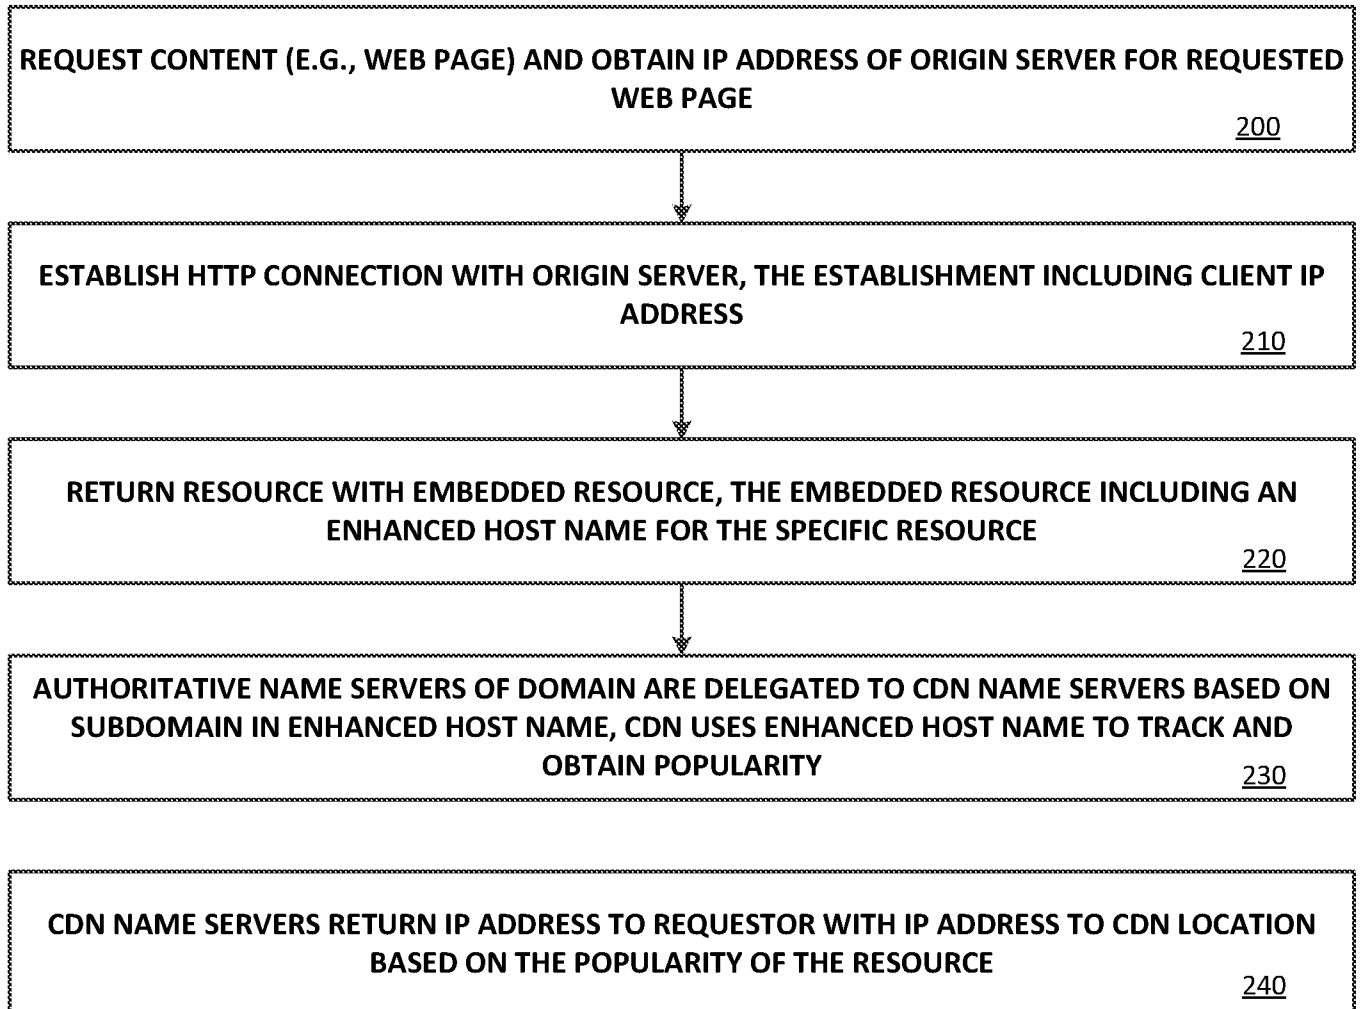 REQUEST CONTENT (E.G., WEB PAGE) AND OBTAIN IP ADDRESS OF ORIGIN SERVER FOR REQUESTED
WEB PAGE
200
ESTABLISH HTTP CONNECTION WITH ORIGIN SERVER, THE ESTABLISHMENT INCLUDING CLIENT IP
ADDRESS
210
RETURN RESOURCE WITH EMBEDDED RESOURCE, THE EMBEDDED RESOURCE INCLUDING AN
ENHANCED HOST NAME FOR THE SPECIFIC RESOURCE
220
AUTHORITATIVE NAME SERVERS OF DOMAIN ARE DELEGATED TO CDN NAME SERVERS BASED ON
SUBDOMAIN IN ENHANCED HOST NAME, CDN USES ENHANCED HOST NAME TO TRACK AND
OBTAIN POPULARITY
230
CDN NAME SERVERS RETURN IP ADDRESS TO REQUESTOR WITH IP ADDRESS TO CDN LOCATION
BASED ON THE POPULARITY OF THE RESOURCE
240